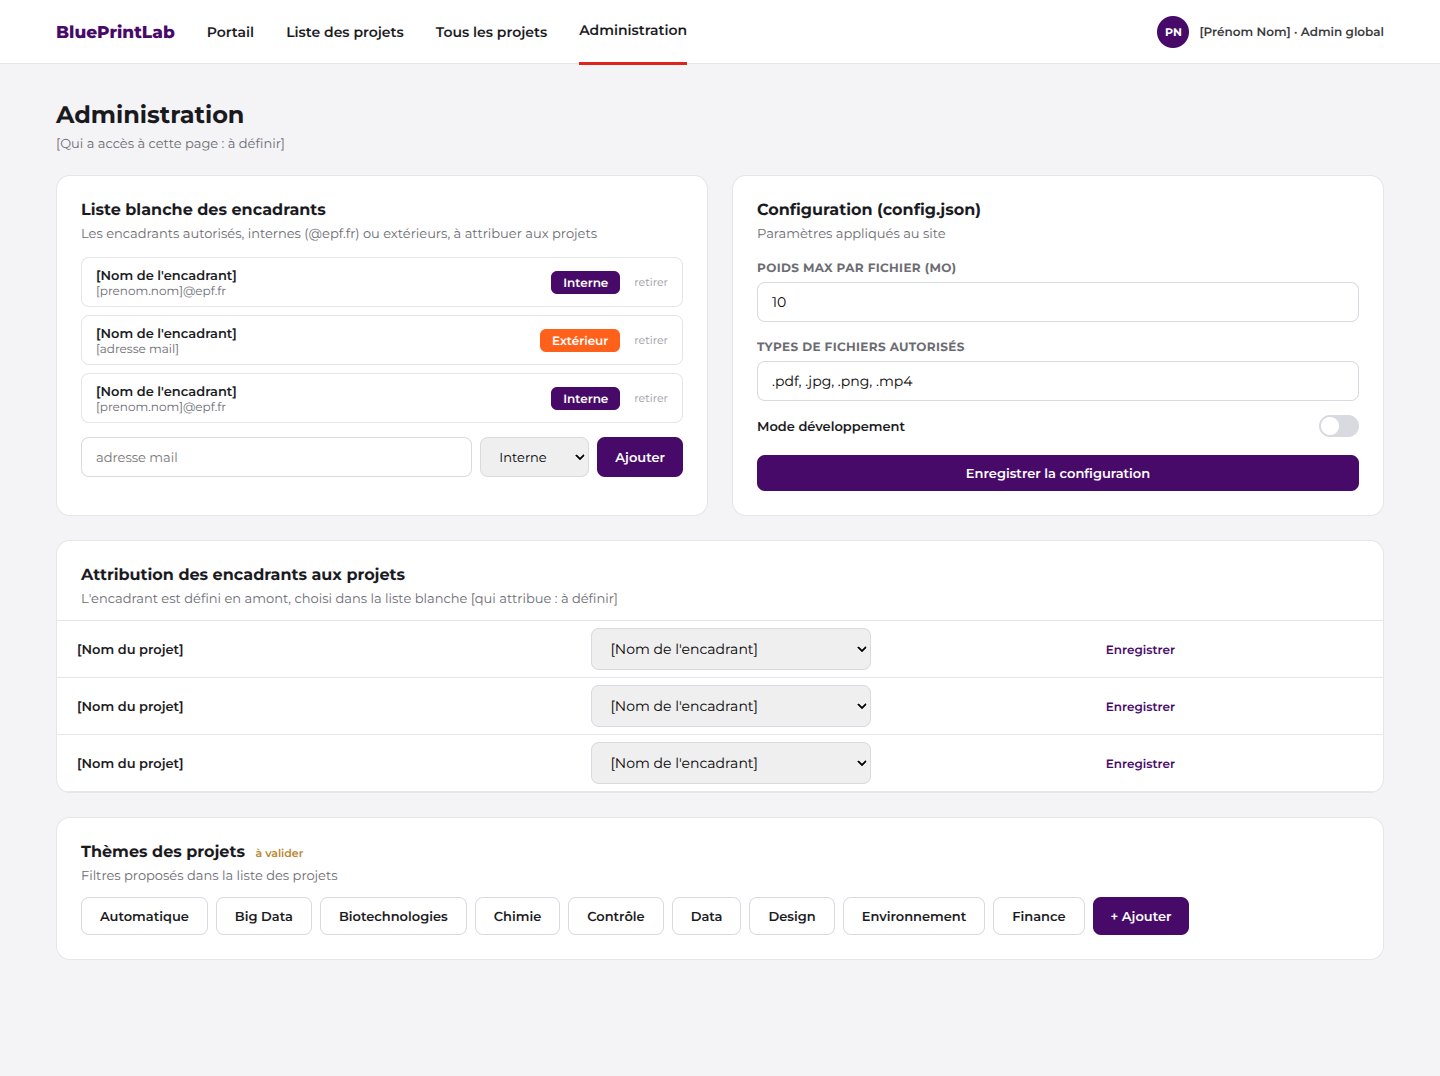 BluePrintLab Portail Liste des projets Tous les projets Administration PN [Prénom Nom] · Admin global
Administration
[Qui a accès à cette page : à définir]
Liste blanche des encadrants
Les encadrants autorisés, internes (@epf.fr) ou extérieurs, à attribuer aux projets
[Nom de l'encadrant]
[prenom.nom]@epf.fr
Interne retirer
[Nom de l'encadrant]
[adresse mail]
Extérieur retirer
[Nom de l'encadrant]
[prenom.nom]@epf.fr
Interne retirer
adresse mail Interne Ajouter
Configuration (config.json)
Paramètres appliqués au site
POIDS MAX PAR FICHIER (MO)
10
TYPES DE FICHIERS AUTORISÉS
.pdf, .jpg, .png, .mp4
Mode développement
Enregistrer la configuration
Attribution des encadrants aux projets
L'encadrant est défini en amont, choisi dans la liste blanche [qui attribue : à définir]
[Nom du projet] [Nom de l'encadrant] Enregistrer
[Nom du projet] [Nom de l'encadrant] Enregistrer
[Nom du projet] [Nom de l'encadrant] Enregistrer
Thèmes des projets à valider
Filtres proposés dans la liste des projets
Automatique Big Data Biotechnologies Chimie Contrôle Data Design Environnement Finance + Ajouter